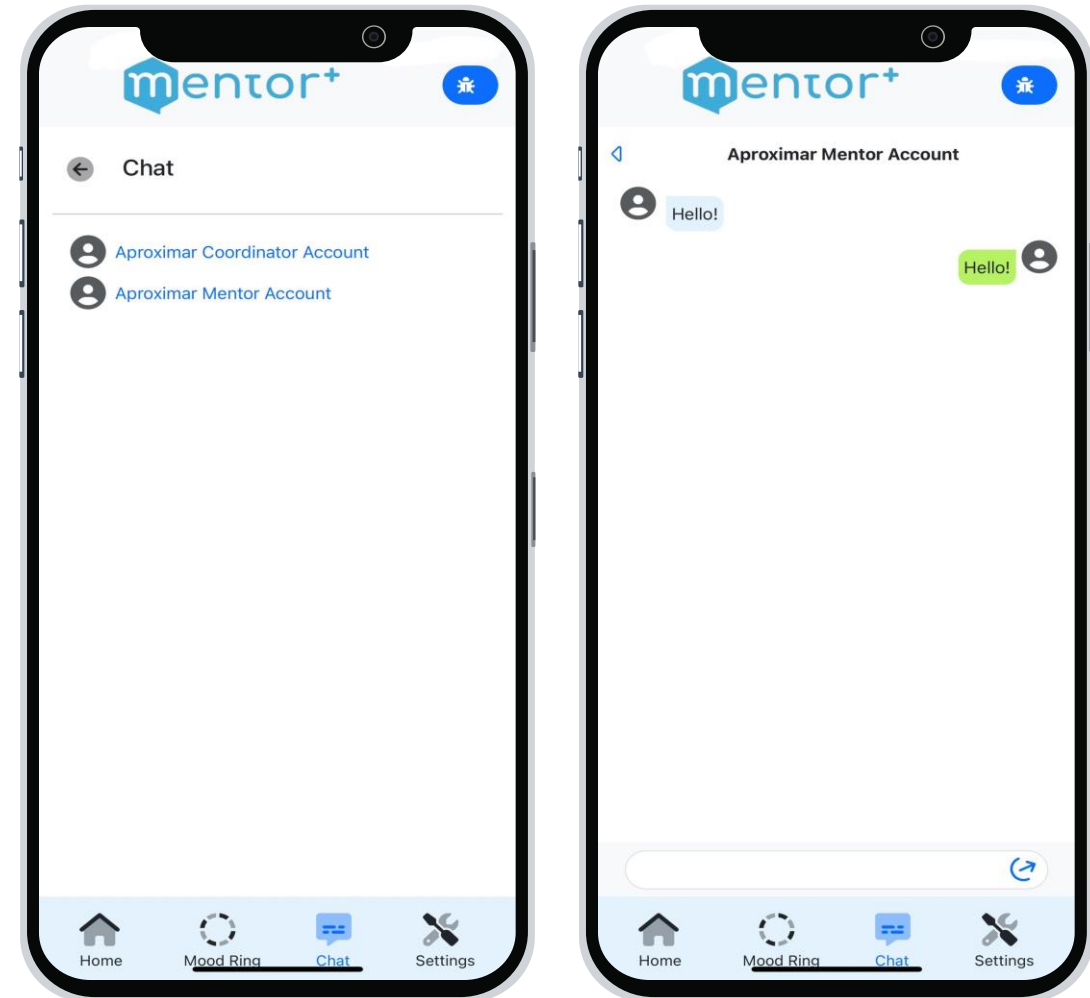 mentor+
Chat
Aproximar Coordinator Account
Aproximar Mentor Account
Home Mood Ring Chat Settings
mentor+
Aproximar Mentor Account
Hello!
Hello!
Home Mood Ring Chat Settings